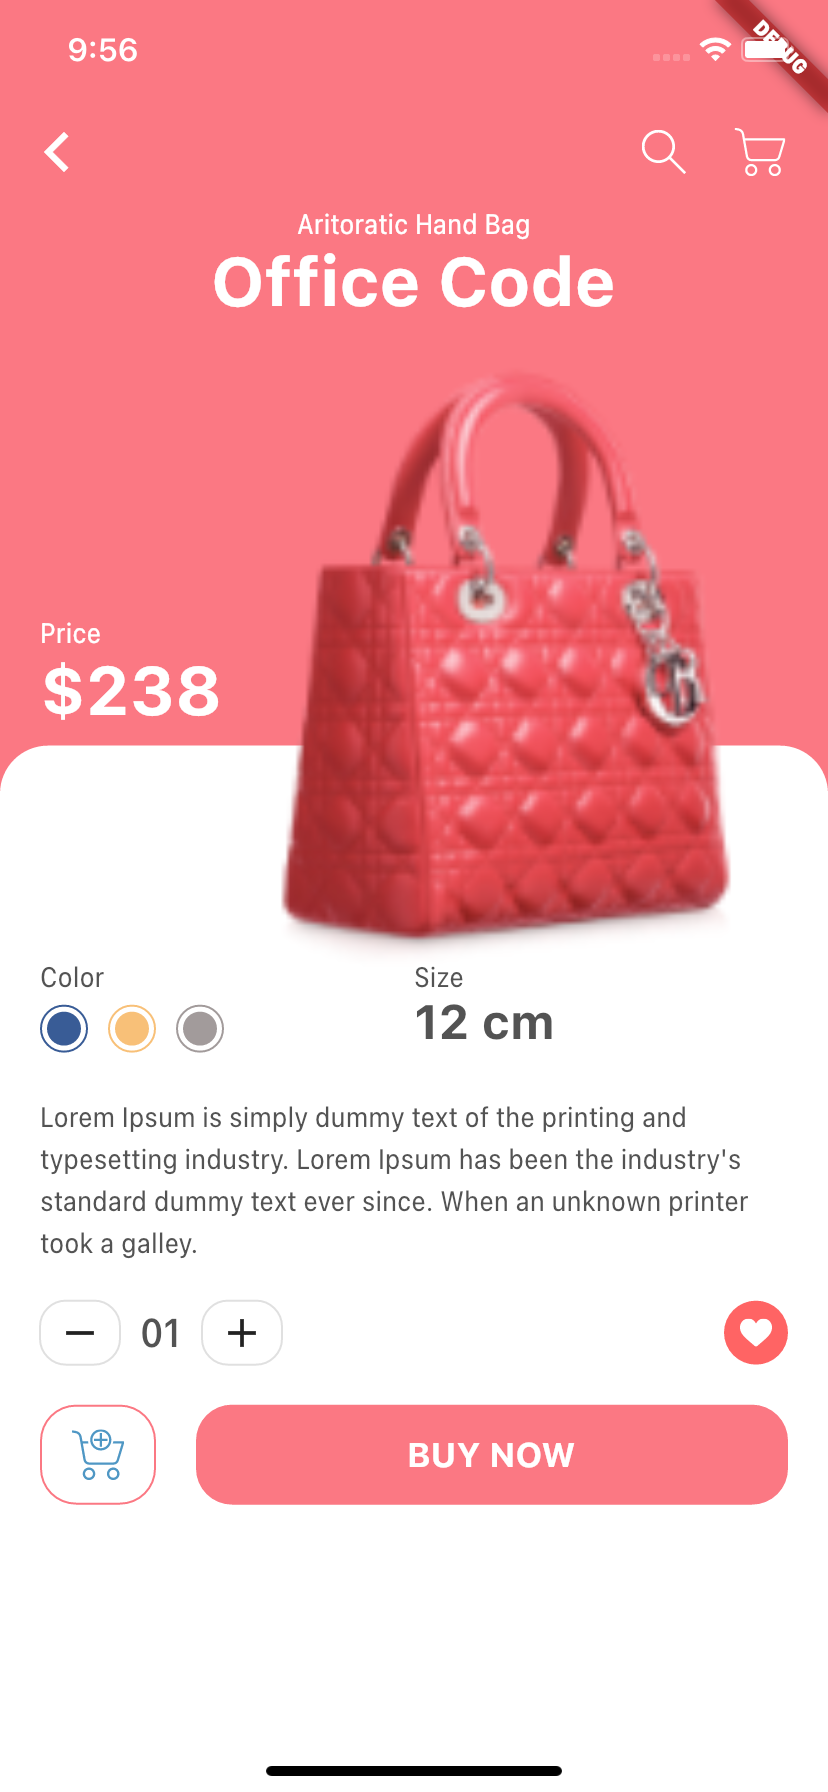 9:56
DEBUG
Aritoratic Hand Bag
Office Code
Price
$238
Color
Size
12 cm
Lorem Ipsum is simply dummy text of the printing and
typesetting industry. Lorem Ipsum has been the industry's
standard dummy text ever since. When an unknown printer
took a galley.
01
BUY NOW